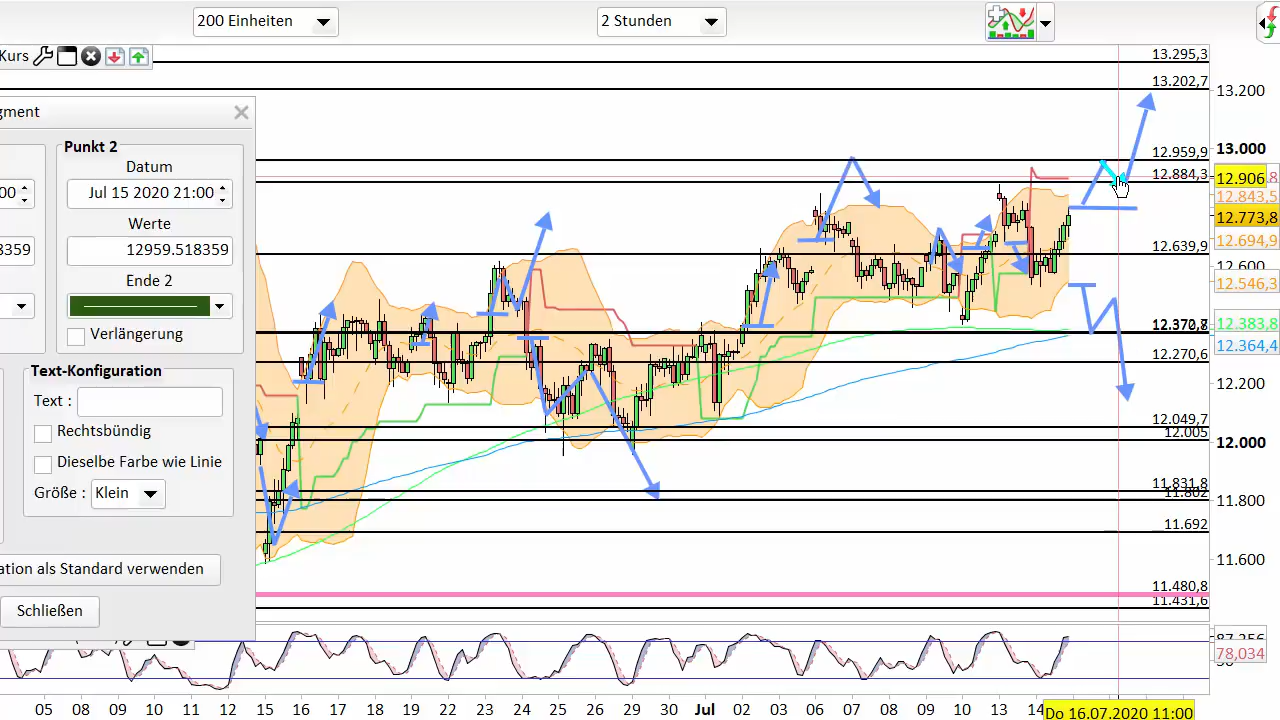 200 Einheiten
2 Stunden
Kurs
gment
Punkt 2
Datum
00
Jul 15 2020 21:00
Werte
8359
12959.518359
Ende 2
Verlängerung
Text-Konfiguration
Text :
Rechtsbündig
Dieselbe Farbe wie Linie
Größe : Klein
ation als Standard verwenden
Schließen
13.295,3
13.202,7
12.959,9
12.884,3
12.639,9
12.270,6
12.049,7
12.005
11.831,8
11.802
11.692
11.480,8
11.431,6
13.200
13.000
12.906,8
12.843,5
12.773,8
12.694,9
12.600
12.546,3
12.383,8
12.364,4
12.200
12.000
11.800
11.600
87,256
78,034
05 08 09 10 11 12 15 16 17 18 19 22 23 24 25 26 29 30 Jul 02 03 06 07 08 09 10 13 14
Do 16.07.2020 11:00